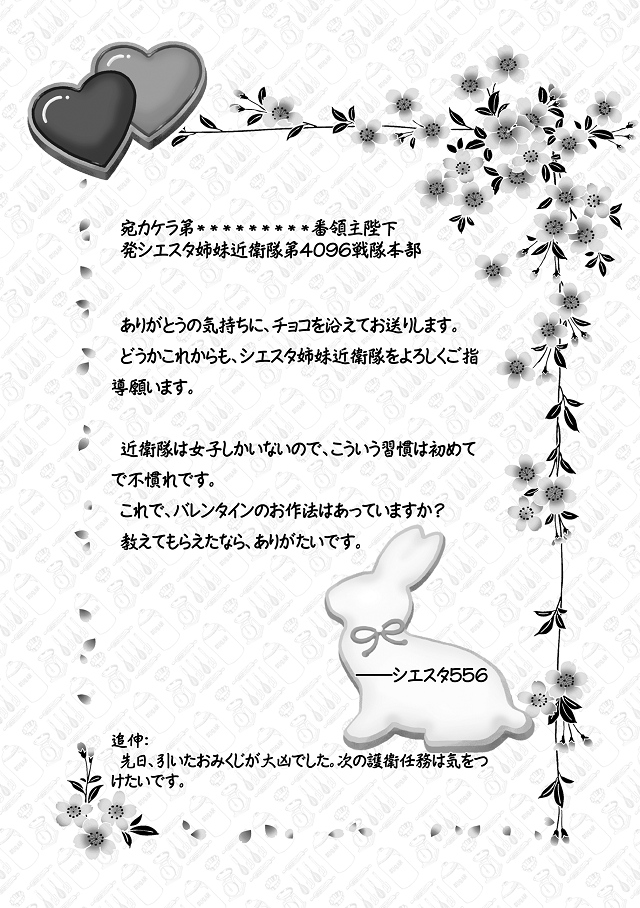 宛カケラ第*********番領主陛下
発シエスタ姉妹近衛隊第4096戦隊本部
ありがとうの気持ちに、チョコを浴えてお送りします。
どうかこれからも、シエスタ姉妹近衛隊をよろしくご指
導願います。
近衛隊は女子しかいないので、こういう習慣は初めて
で不慣れです。
これで、バレンタインのお作法はあっていますか？
教えてもらえたなら、ありがたいです。
――シエスタ556
追伸：
先日、引いたおみくじが大凶でした。次の護衛任務は気をつ
けたいです。